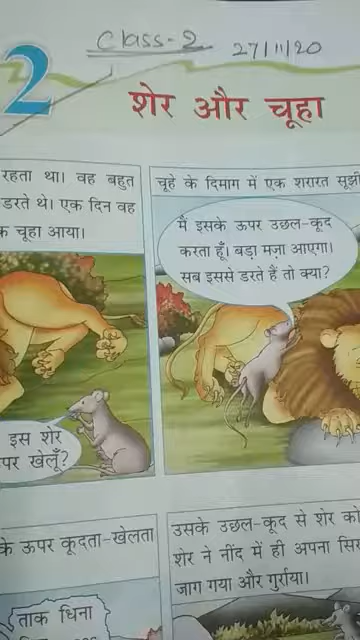 Class-2 27/11/20
2
शेर और चूहा
रहता था। वह बहुत
डरते थे। एक दिन वह
चूहा आया।
चूहे के दिमाग में एक शरारत सूझी
मैं इसके ऊपर उछल-कूद
करता हूँ। बड़ा मज़ा आएगा।
सब इससे डरते हैं तो क्या?
इस शेर
पर खेलूँ?
के ऊपर कूदता-खेलता
उसके उछल-कूद से शेर को
शेर ने नींद में ही अपना सिर
जाग गया और गुर्राया।
ताक धिना